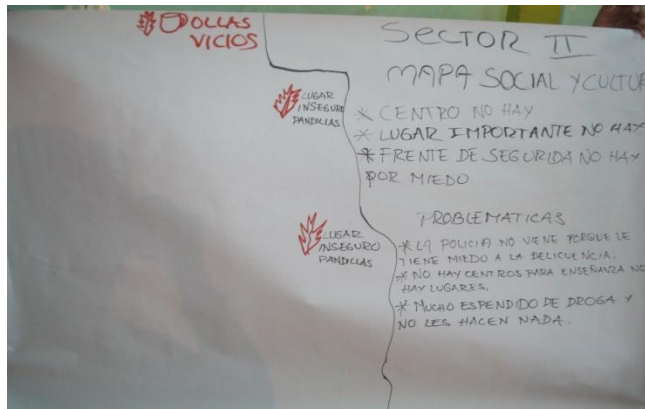 OLLAS
VICIOS
LUGAR
INSEGURO
PANDILLAS
LUGAR
INSEGURO
PANDILLAS
SECTOR II
MAPA SOCIAL Y CULTUR
* CENTRO NO HAY
* LUGAR IMPORTANTE NO HAY
* FRENTE DE SEGURIDA NO HAY
POR MIEDO
PROBLEMATICAS
* LA POLICIA NO VIENE PORQUE LE
TIENE MIEDO A LA DELICUENCIA.
* NO HAY CENTROS PARA ENSEÑANZA NO
HAY LUGARES.
* MUCHO ESPENDIDO DE DROGA Y
NO LES HACEN NADA.